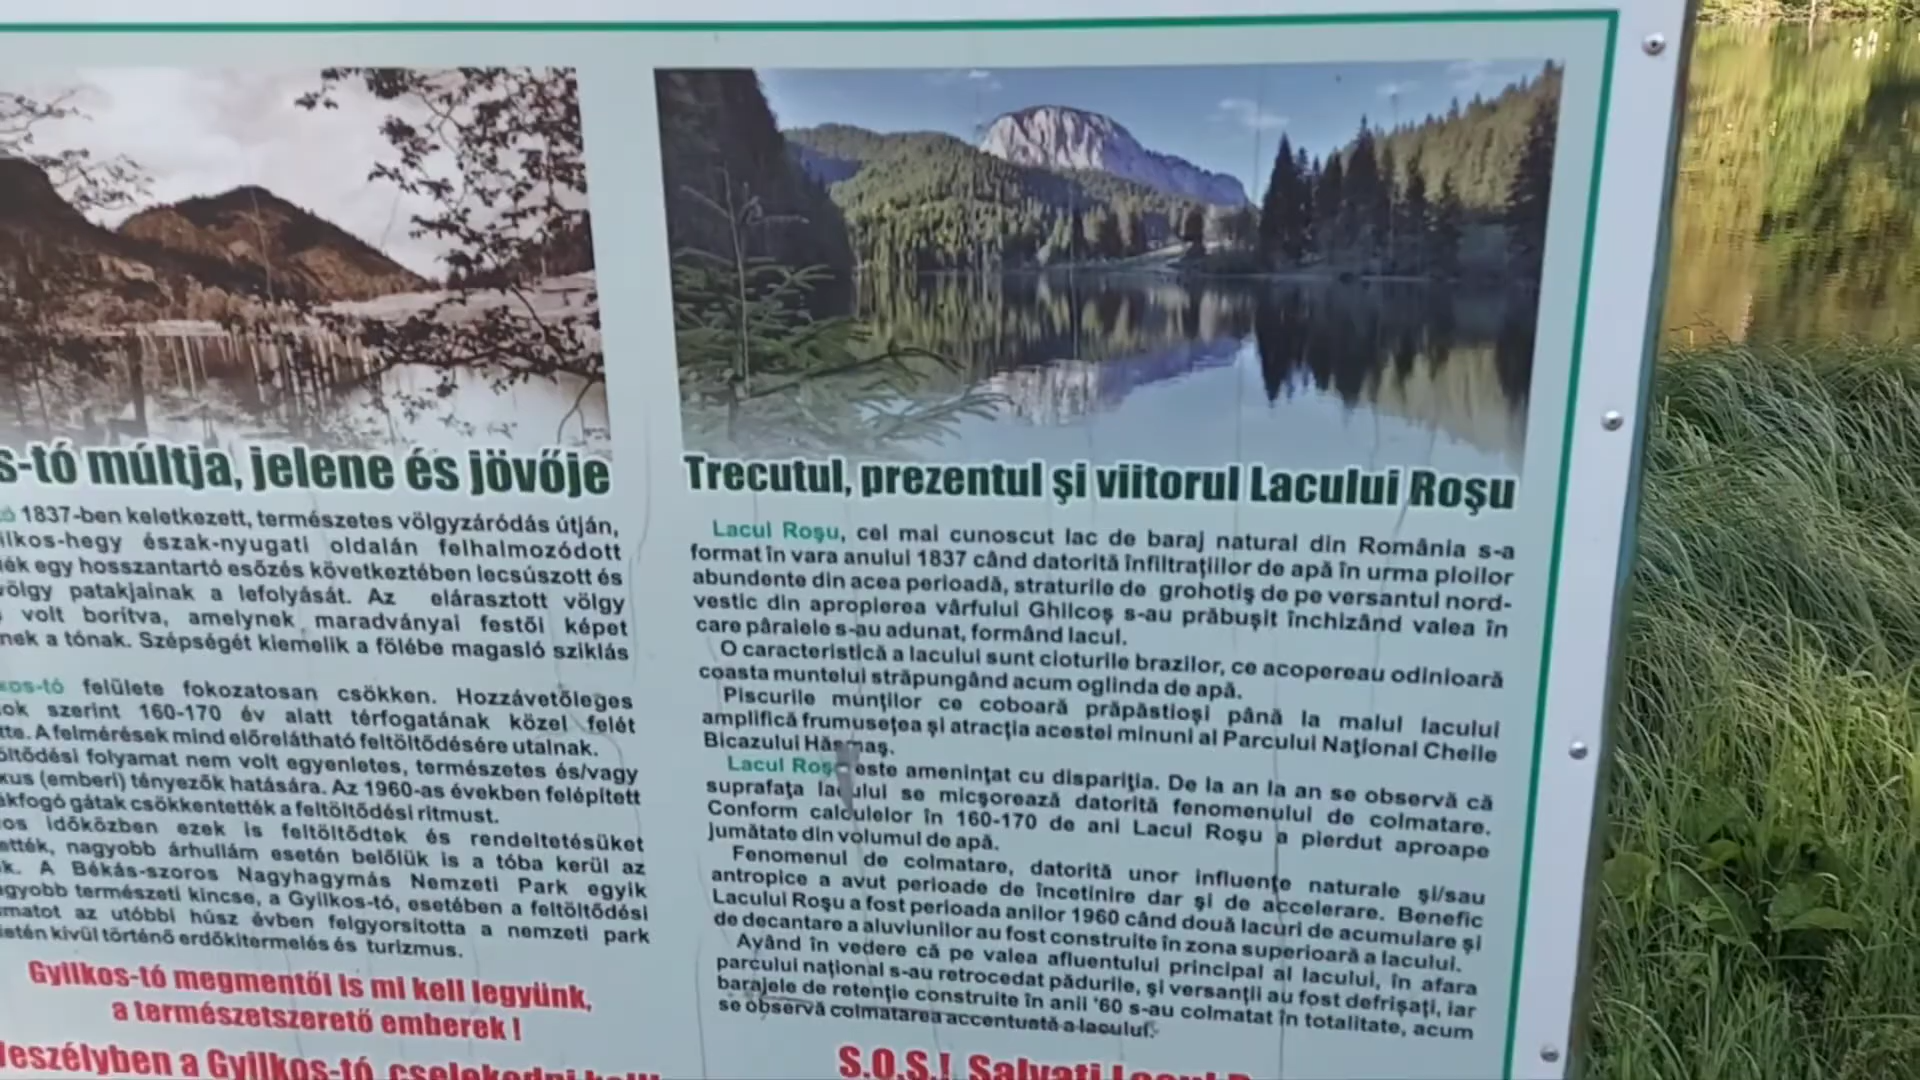 s-tó múltja, jelene és jövője
1837-ben keletkezett, természetes völgyzáródás útján,
ilkos-hegy észak-nyugati oldalán felhalmozódott
ék egy hosszantartó esőzés következtében lecsúszott és
völgy patakjainak a lefolyását. Az elárasztott völgy
volt borítva, amelynek maradványai festői képet
nek a tónak. Szépségét kiemelik a fölébe magasló sziklás
kos-tó felülete fokozatosan csökken. Hozzávetőleges
ok szerint 160-170 év alatt térfogatának közel felét
tte. A felmérések mind előrelátható feltöltődésére utalnak.
öltődési folyamat nem volt egyenletes, természetes és/vagy
kus (emberi) tényezők hatására. Az 1960-as években felépített
ékfogó gátak csökkentették a feltöltődési ritmust.
os időközben ezek is feltöltődtek és rendeltetésüket
ették, nagyobb árhullám esetén belőlük is a tóba kerül az
k. A Békás-szoros Nagyhagymás Nemzeti Park egyik
agyobb természeti kincse, a Gyilkos-tó, esetében a feltöltődési
matot az utóbbi húsz évben felgyorsította a nemzeti park
letén kívül történő erdőkitermelés és turizmus.
Gyilkos-tó megmentői is mi kell legyünk,
a természetszerető emberek !
Veszélyben a Gyilkos-tó, cselekedni kell!
Trecutul, prezentul şi viitorul Lacului Roşu
Lacul Roşu, cel mai cunoscut lac de baraj natural din România s-a
format în vara anului 1837 când datorită înfiltraţiilor de apă în urma ploilor
abundente din acea perioadă, straturile de grohotiş de pe versantul nord-
vestic din apropierea vârfului Ghilcoş s-au prăbuşit închizând valea în
care pâraiele s-au adunat, formând lacul.
O caracteristică a lacului sunt cioturile brazilor, ce acopereau odinioară
coasta muntelui străpungând acum oglinda de apă.
Piscurile munţilor ce coboară prăpăstioşi până la malul lacului
amplifică frumuseţea şi atracţia acestei minuni al Parcului Naţional Cheile
Bicazului Hăşmaş.
Lacul Roşu este ameninţat cu dispariţia. De la an la an se observă că
suprafaţa lacului se micşorează datorită fenomenului de colmatare.
Conform calculelor în 160-170 de ani Lacul Roşu a pierdut aproape
jumătate din volumul de apă.
Fenomenul de colmatare, datorită unor influenţe naturale şi/sau
antropice a avut perioade de încetinire dar şi de accelerare. Benefic
Lacului Roşu a fost perioada anilor 1960 când două lacuri de acumulare şi
de decantare a aluviunilor au fost construite în zona superioară a lacului.
Ayând în vedere că pe valea afluentului principal al lacului, în afara
parcului naţional s-au retrocedat pădurile, şi versanţii au fost defrişaţi, iar
barajele de retenţie construite în anii '60 s-au colmatat în totalitate, acum
se observă colmatarea accentuată a lacului.
S.O.S.! Salvaţi Lacul